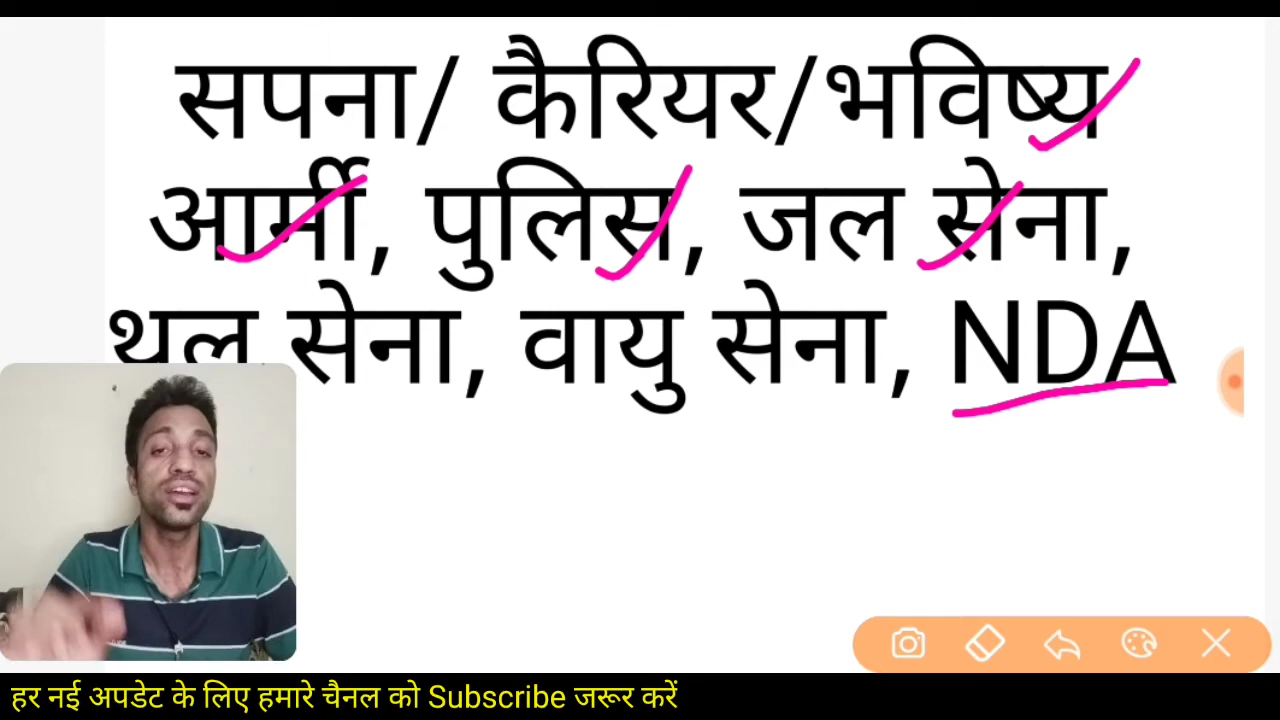 सपना/ कैरियर/भविष्य
आर्मी, पुलिस, जल सेना,
थल सेना, वायु सेना, NDA
हर नई अपडेट के लिए हमारे चैनल को Subscribe जरूर करें